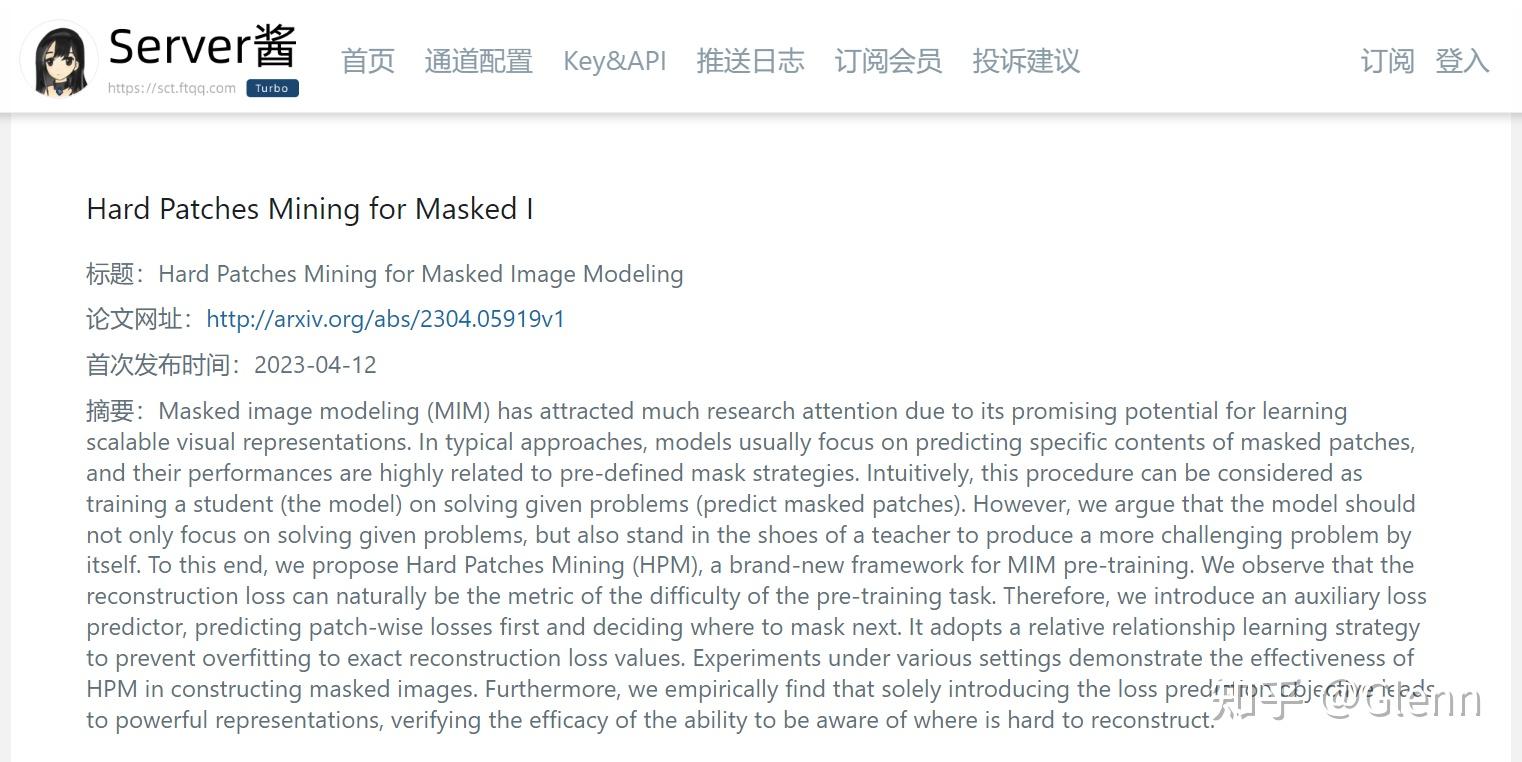 Server酱
https://sct.ftqq.com Turbo
首页 通道配置 Key&API 推送日志 订阅会员 投诉建议 订阅 登入
Hard Patches Mining for Masked I
标题：Hard Patches Mining for Masked Image Modeling
论文网址：http://arxiv.org/abs/2304.05919v1
首次发布时间：2023-04-12
摘要：Masked image modeling (MIM) has attracted much research attention due to its promising potential for learning
scalable visual representations. In typical approaches, models usually focus on predicting specific contents of masked patches,
and their performances are highly related to pre-defined mask strategies. Intuitively, this procedure can be considered as
training a student (the model) on solving given problems (predict masked patches). However, we argue that the model should
not only focus on solving given problems, but also stand in the shoes of a teacher to produce a more challenging problem by
itself. To this end, we propose Hard Patches Mining (HPM), a brand-new framework for MIM pre-training. We observe that the
reconstruction loss can naturally be the metric of the difficulty of the pre-training task. Therefore, we introduce an auxiliary loss
predictor, predicting patch-wise losses first and deciding where to mask next. It adopts a relative relationship learning strategy
to prevent overfitting to exact reconstruction loss values. Experiments under various settings demonstrate the effectiveness of
HPM in constructing masked images. Furthermore, we empirically find that solely introducing the loss prediction objective leads
to powerful representations, verifying the efficacy of the ability to be aware of where is hard to reconstruct.
知乎 @Glenn